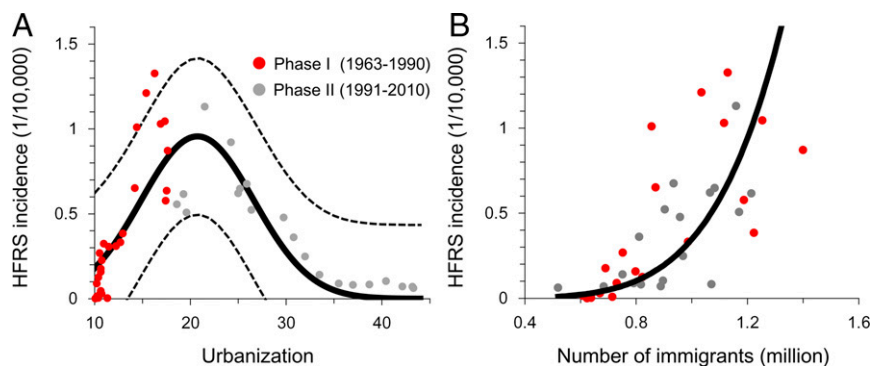 A
HFRS incidence (1/10,000)
1.5
1
0.5
0
10
20
30
40
Urbanization
Phase I (1963-1990)
Phase II (1991-2010)
B
HFRS incidence (1/10,000)
1.5
1
0.5
0
0.4
0.8
1.2
1.6
Number of immigrants (million)